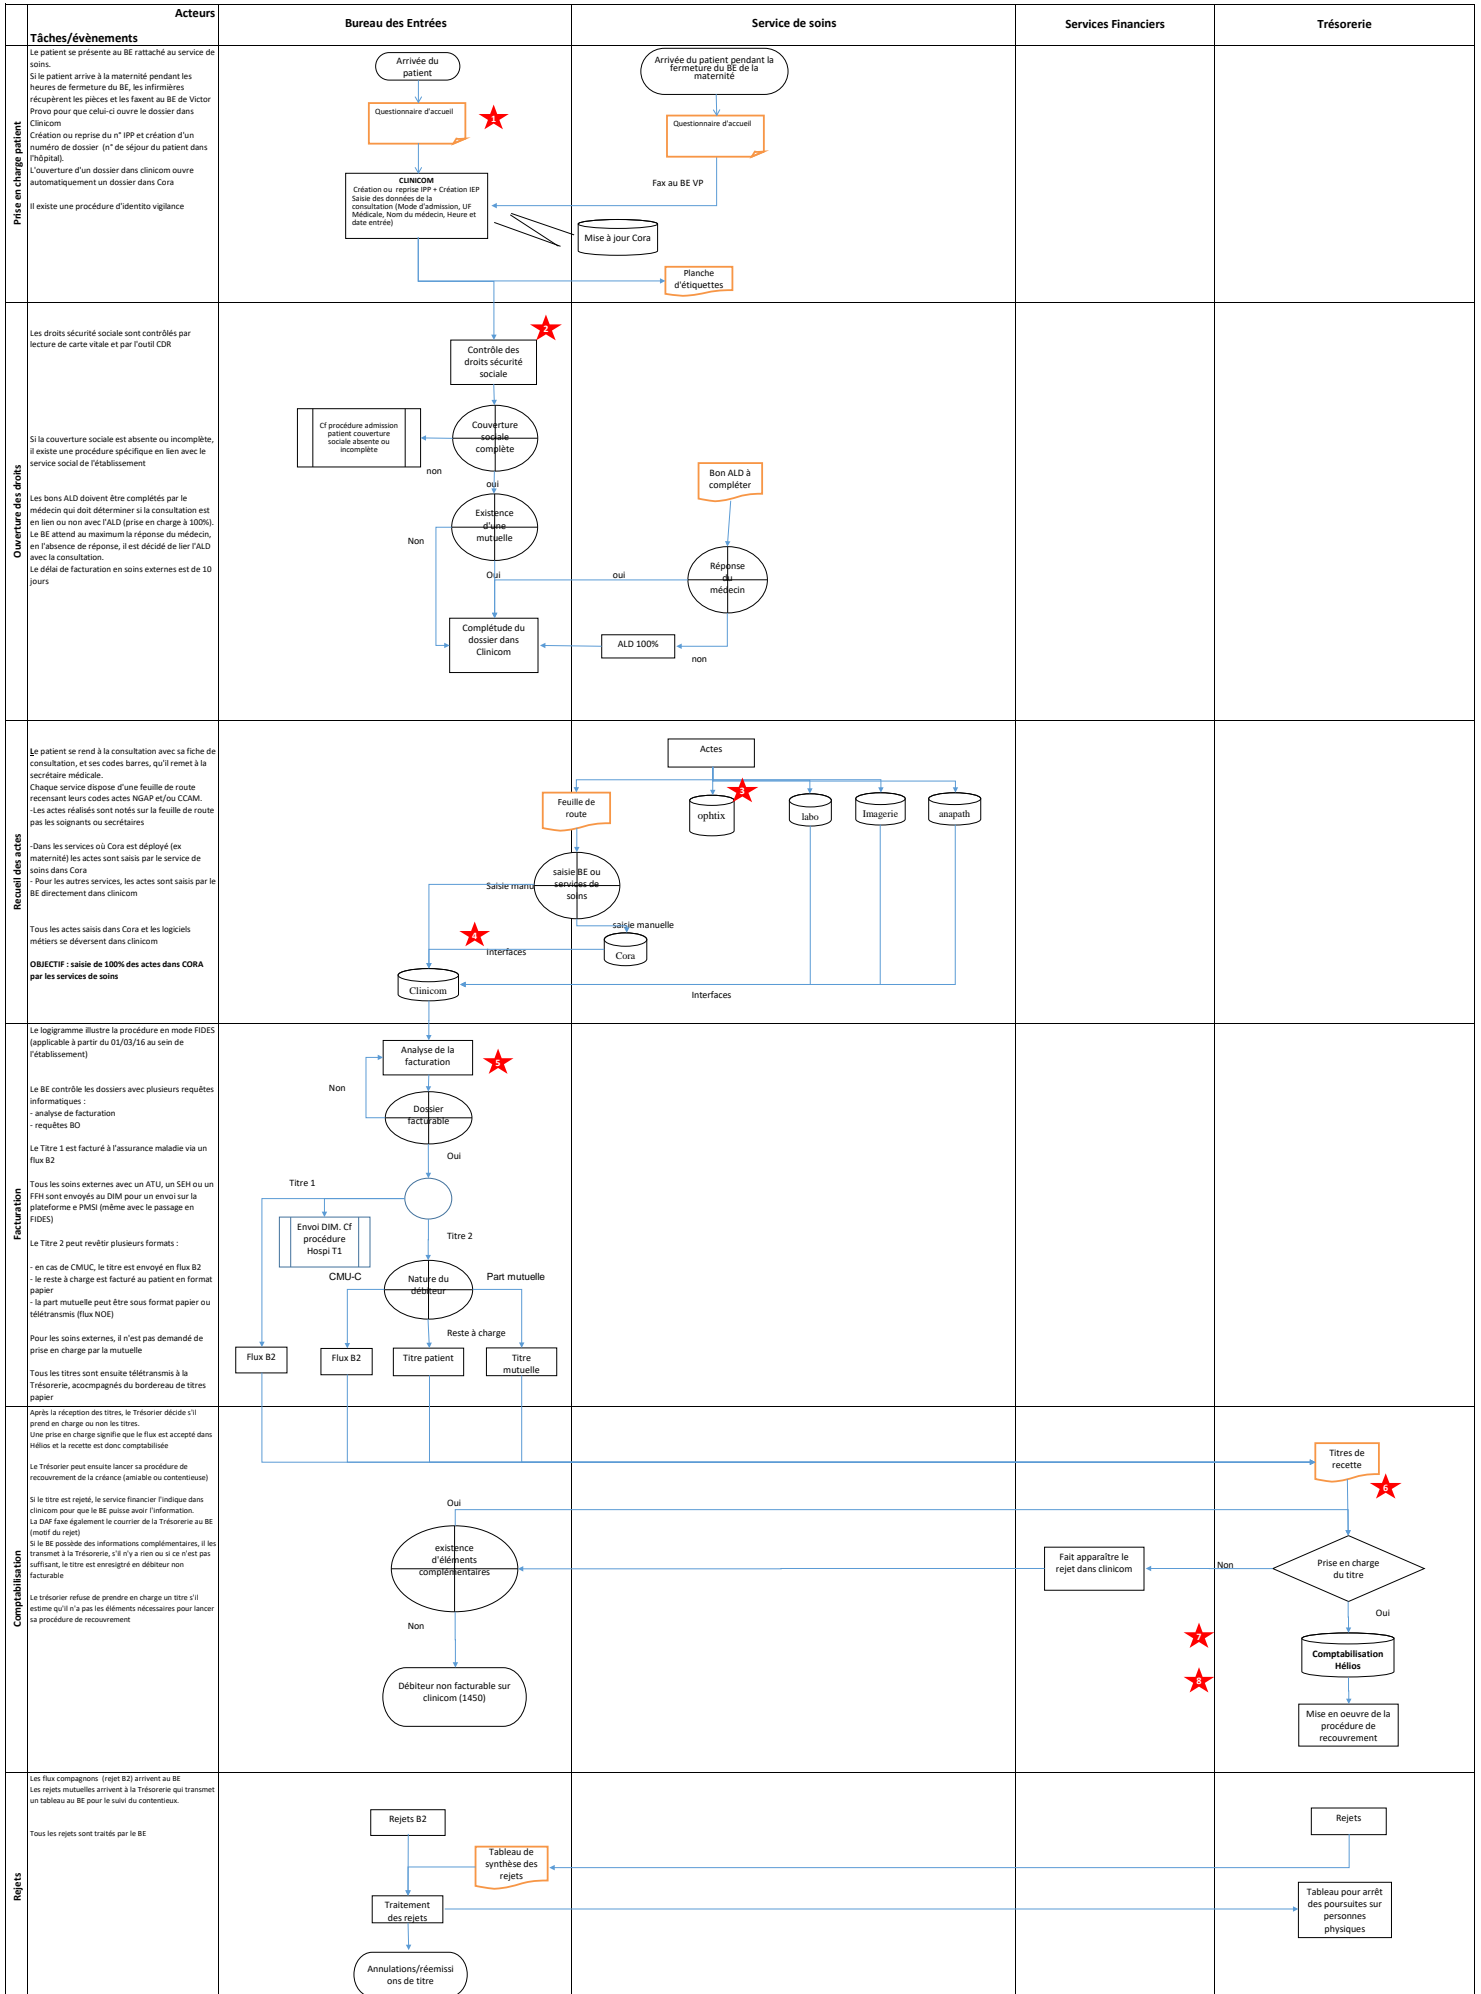 Acteurs
Tâches/évènements
Bureau des Entrées
Service de soins
Services Financiers
Trésorerie
Prise en charge patient
Le patient se présente au BE rattaché au service de
soins.
Si le patient arrive à la maternité pendant les
heures de fermeture du BE, les infirmières
récupèrent les pièces et les faxent au BE de Victor
Provo pour que celui-ci ouvre le dossier dans
Clinicom
Création ou reprise du n° IPP et création d'un
numéro de dossier (n° de séjour du patient dans
l'hôpital).
L'ouverture d'un dossier dans clinicom ouvre
automatiquement un dossier dans Cora
Il existe une procédure d'identito vigilance
Arrivée du
patient
Questionnaire d'accueil
1
CLINICOM
Création ou reprise IPP + Création IEP
Saisie des données de la
consultation (Mode d'admission, UF
Médicale, Nom du médecin, Heure et
date entrée)
Arrivée du patient pendant la
fermeture du BE de la
maternité
Questionnaire d'accueil
Fax au BE VP
Mise à jour Cora
Planche
d'étiquettes
Ouverture des droits
Les droits sécurité sociale sont contrôlés par
lecture de carte vitale et par l'outil CDR
Si la couverture sociale est absente ou incomplète,
il existe une procédure spécifique en lien avec le
service social de l'établissement
Les bons ALD doivent être complétés par le
médecin qui doit déterminer si la consultation est
en lien ou non avec l'ALD (prise en charge à 100%).
Le BE attend au maximum la réponse du médecin,
en l'absence de réponse, il est décidé de lier l'ALD
avec la consultation.
Le délai de facturation en soins externes est de 10
jours
2
Contrôle des
droits sécurité
sociale
Cf procédure admission
patient couverture
sociale absente ou
incomplète
Couverture
sociale
complète
non
oui
Existence
d'une
mutuelle
Non
Oui
oui
Bon ALD à
compléter
Réponse
du
médecin
Complétude du
dossier dans
Clinicom
ALD 100%
non
Recueil des actes
Le patient se rend à la consultation avec sa fiche de
consultation, et ses codes barres, qu'il remet à la
secrétaire médicale.
Chaque service dispose d'une feuille de route
recensant leurs codes actes NGAP et/ou CCAM.
-Les actes réalisés sont notés sur la feuille de route
pas les soignants ou secrétaires
-Dans les services où Cora est déployé (ex
maternité) les actes sont saisis par le service de
soins dans Cora
- Pour les autres services, les actes sont saisis par le
BE directement dans clinicom
Tous les actes saisis dans Cora et les logiciels
métiers se déversent dans clinicom
OBJECTIF : saisie de 100% des actes dans CORA
par les services de soins
Actes
3
Feuille de
route
ophtix
labo
Imagerie
anapath
saisie BE ou
services de
soins
Saisie manu
saisie manuelle
4
Interfaces
Cora
Clinicom
Interfaces
Facturation
Le logigramme illustre la procédure en mode FIDES
(applicable à partir du 01/03/16 au sein de
l'établissement)
Le BE contrôle les dossiers avec plusieurs requêtes
informatiques :
- analyse de facturation
- requêtes BO
Le Titre 1 est facturé à l'assurance maladie via un
flux B2
Tous les soins externes avec un ATU, un SEH ou un
FFH sont envoyés au DIM pour un envoi sur la
plateforme e PMSI (même avec le passage en
FIDES)
Le Titre 2 peut revêtir plusieurs formats :
- en cas de CMUC, le titre est envoyé en flux B2
- le reste à charge est facturé au patient en format
papier
- la part mutuelle peut être sous format papier ou
télétransmis (flux NOE)
Pour les soins externes, il n'est pas demandé de
prise en charge par la mutuelle
Tous les titres sont ensuite télétransmis à la
Trésorerie, acocmpagnés du bordereau de titres
papier
Analyse de la
facturation
5
Non
Dossier
facturable
Oui
Titre 1
Envoi DIM. Cf
procédure
Hospi T1
Titre 2
CMU-C
Nature du
débiteur
Part mutuelle
Reste à charge
Flux B2
Flux B2
Titre patient
Titre
mutuelle
Comptabilisation
Après la réception des titres, le Trésorier décide s'il
prend en charge ou non les titres.
Une prise en charge signifie que le flux est accepté dans
Hélios et la recette est donc comptabilisée
Le Trésorier peut ensuite lancer sa procédure de
recouvrement de la créance (amiable ou contentieuse)
Si le titre est rejeté, le service financier l'indique dans
clinicom pour que le BE puisse avoir l'information.
La DAF faxe également le courrier de la Trésorerie au BE
(motif du rejet)
Si le BE possède des informations complémentaires, il les
transmet à la Trésorerie, s'il n'y a rien ou si ce n'est pas
suffisant, le titre est enresigtré en débiteur non
facturable
Le trésorier refuse de prendre en charge un titre s'il
estime qu'il n'a pas les éléments nécessaires pour lancer
sa procédure de recouvrement
Titres de
recette
6
Oui
existence
d'éléments
complémentaires
Fait apparaître le
rejet dans clinicom
Non
Prise en charge
du titre
Oui
Non
7
Comptabilisation
Hélios
8
Débiteur non facturable sur
clinicom (1450)
Mise en oeuvre de la
procédure de
recouvrement
Rejets
Les flux compagnons (rejet B2) arrivent au BE
Les rejets mutuelles arrivent à la Trésorerie qui transmet
un tableau au BE pour le suivi du contentieux.
Tous les rejets sont traités par le BE
Rejets B2
Rejets
Tableau de
synthèse des
rejets
Traitement
des rejets
Tableau pour arrêt
des poursuites sur
personnes
physiques
Annulations/réemissi
ons de titre